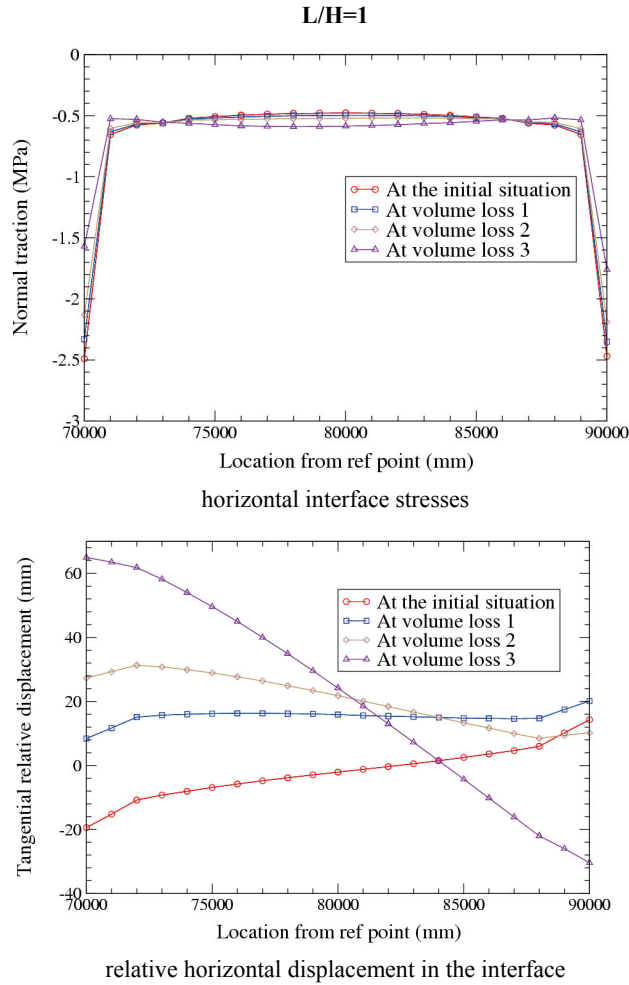 L/H=1
0
-0.5
-1
-1.5
-2
-2.5
-3
Normal traction (MPa)
At the initial situation
At volume loss 1
At volume loss 2
At volume loss 3
70000 75000 80000 85000 90000
Location from ref point (mm)
horizontal interface stresses
60
40
20
0
-20
-40
Tangential relative displacement (mm)
At the initial situation
At volume loss 1
At volume loss 2
At volume loss 3
70000 75000 80000 85000 90000
Location from ref point (mm)
relative horizontal displacement in the interface